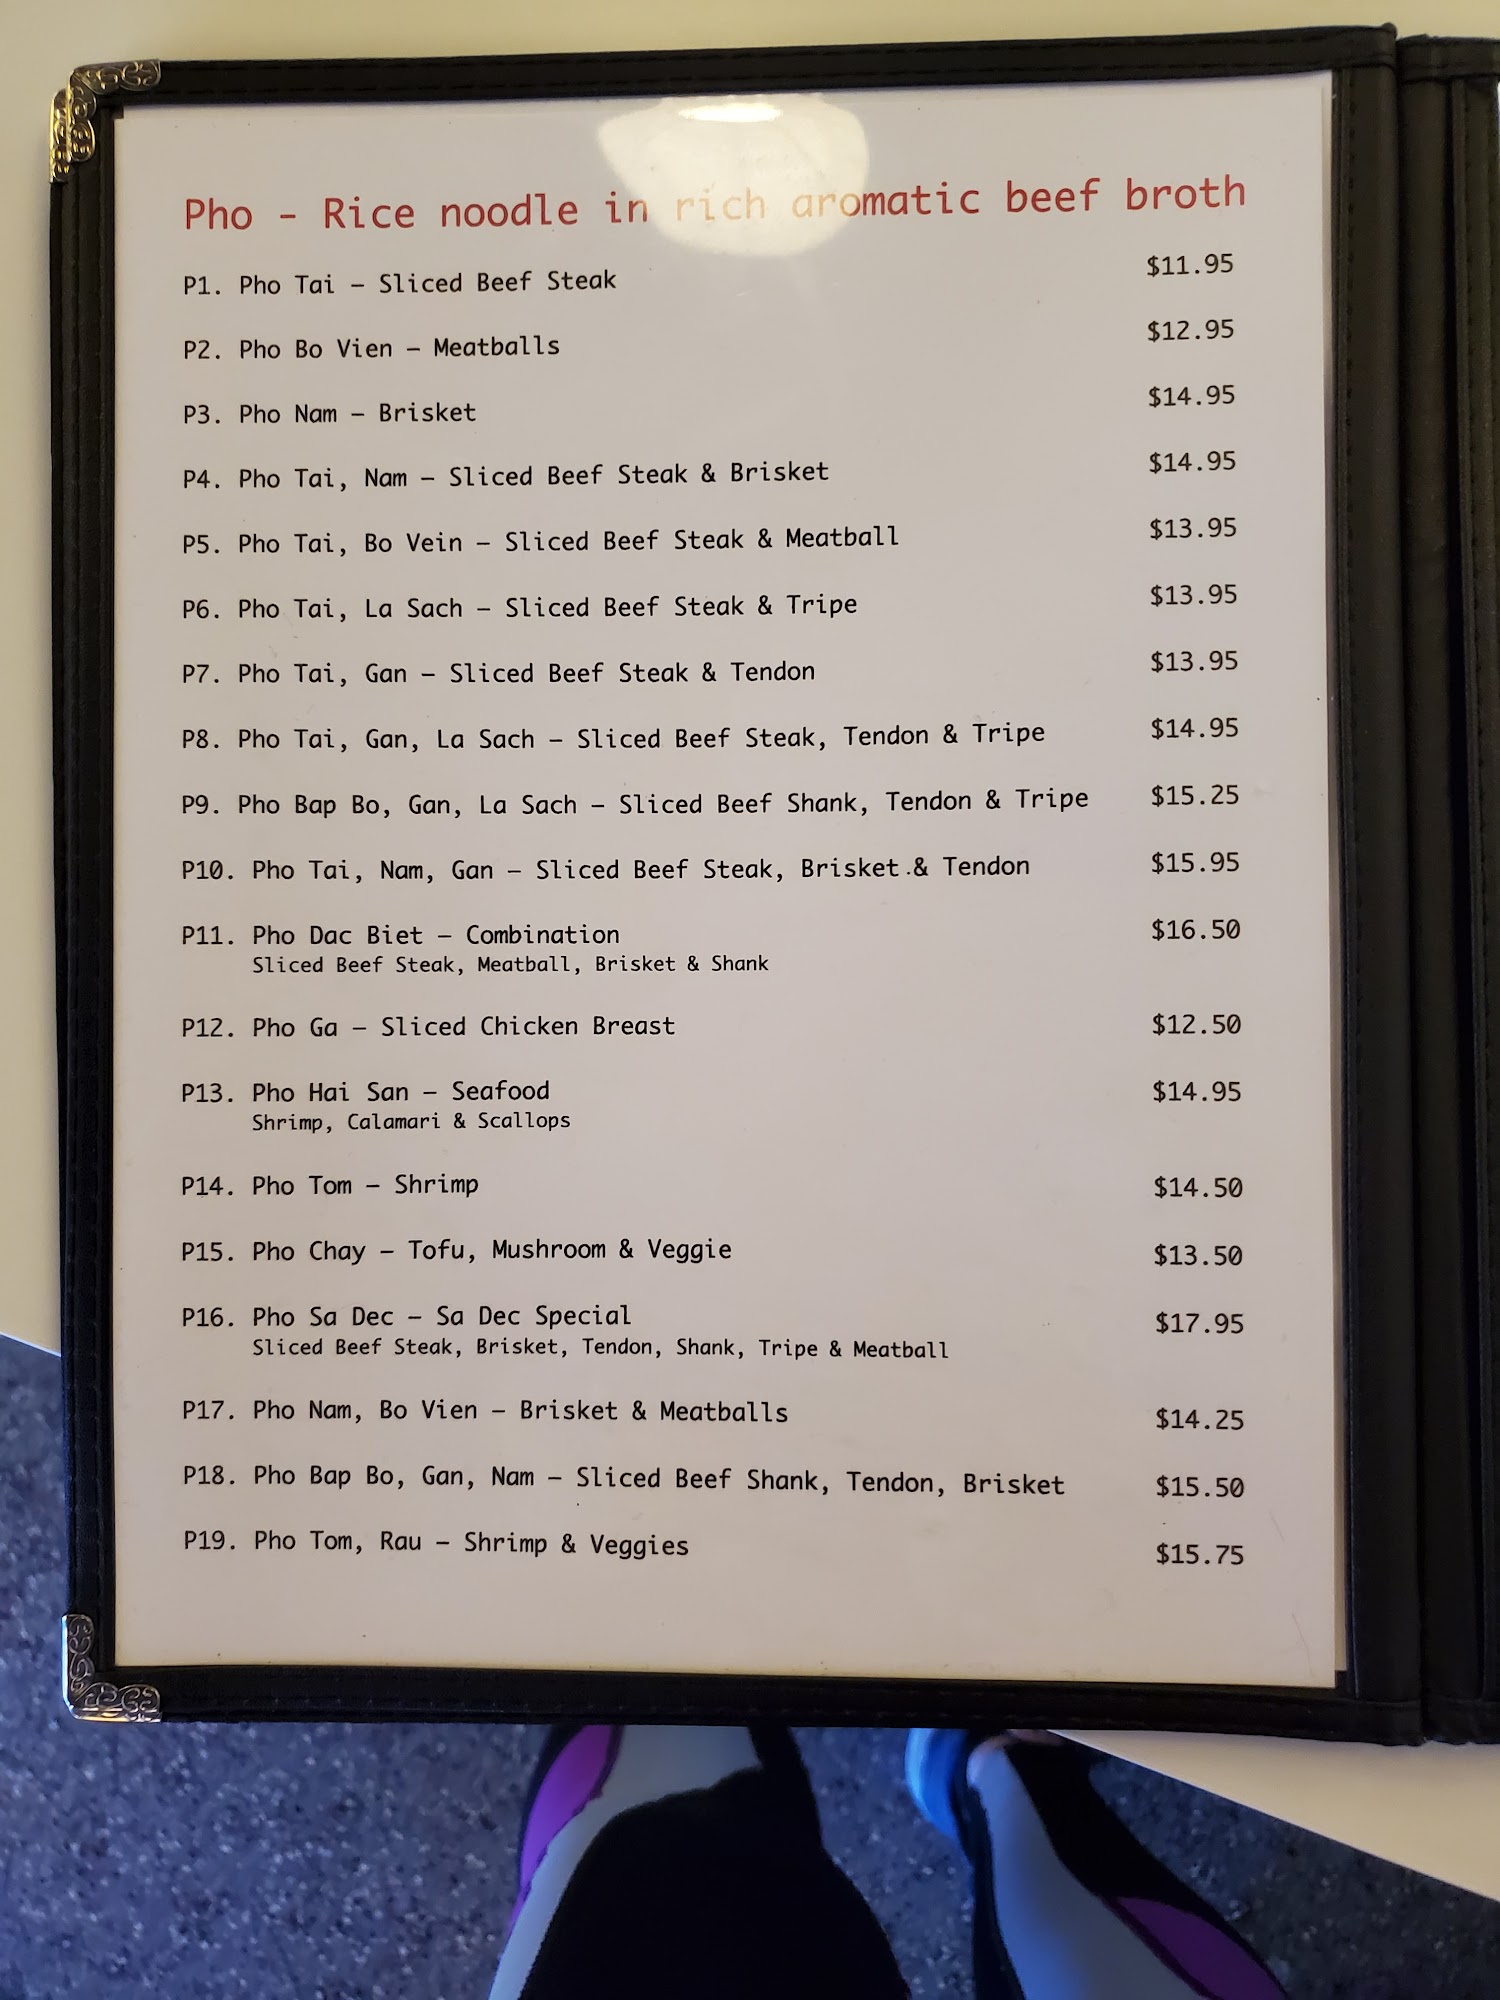 Pho - Rice noodle in rich aromatic beef broth
P1. Pho Tai – Sliced Beef Steak $11.95
P2. Pho Bo Vien – Meatballs $12.95
P3. Pho Nam – Brisket $14.95
P4. Pho Tai, Nam – Sliced Beef Steak & Brisket $14.95
P5. Pho Tai, Bo Vein – Sliced Beef Steak & Meatball $13.95
P6. Pho Tai, La Sach – Sliced Beef Steak & Tripe $13.95
P7. Pho Tai, Gan – Sliced Beef Steak & Tendon $13.95
P8. Pho Tai, Gan, La Sach – Sliced Beef Steak, Tendon & Tripe $14.95
P9. Pho Bap Bo, Gan, La Sach – Sliced Beef Shank, Tendon & Tripe $15.25
P10. Pho Tai, Nam, Gan – Sliced Beef Steak, Brisket & Tendon $15.95
P11. Pho Dac Biet – Combination $16.50
Sliced Beef Steak, Meatball, Brisket & Shank
P12. Pho Ga – Sliced Chicken Breast $12.50
P13. Pho Hai San – Seafood $14.95
Shrimp, Calamari & Scallops
P14. Pho Tom – Shrimp $14.50
P15. Pho Chay – Tofu, Mushroom & Veggie $13.50
P16. Pho Sa Dec – Sa Dec Special $17.95
Sliced Beef Steak, Brisket, Tendon, Shank, Tripe & Meatball
P17. Pho Nam, Bo Vien – Brisket & Meatballs $14.25
P18. Pho Bap Bo, Gan, Nam – Sliced Beef Shank, Tendon, Brisket $15.50
P19. Pho Tom, Rau – Shrimp & Veggies $15.75